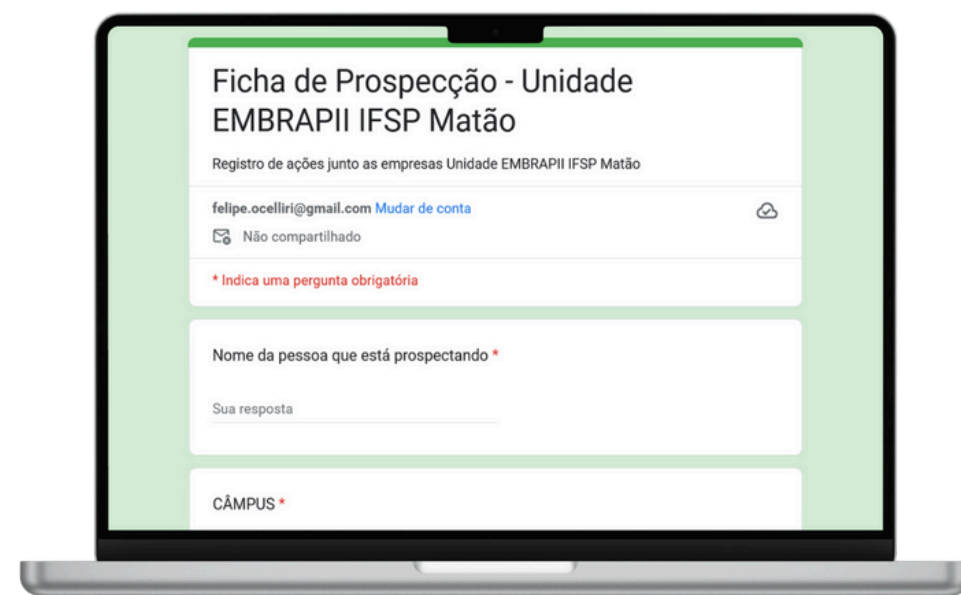 Ficha de Prospecção - Unidade
EMBRAPII IFSP Matão
Registro de ações junto as empresas Unidade EMBRAPII IFSP Matão
felipe.ocelliri@gmail.com Mudar de conta
Não compartilhado
* Indica uma pergunta obrigatória
Nome da pessoa que está prospectando *
Sua resposta
CÂMPUS *